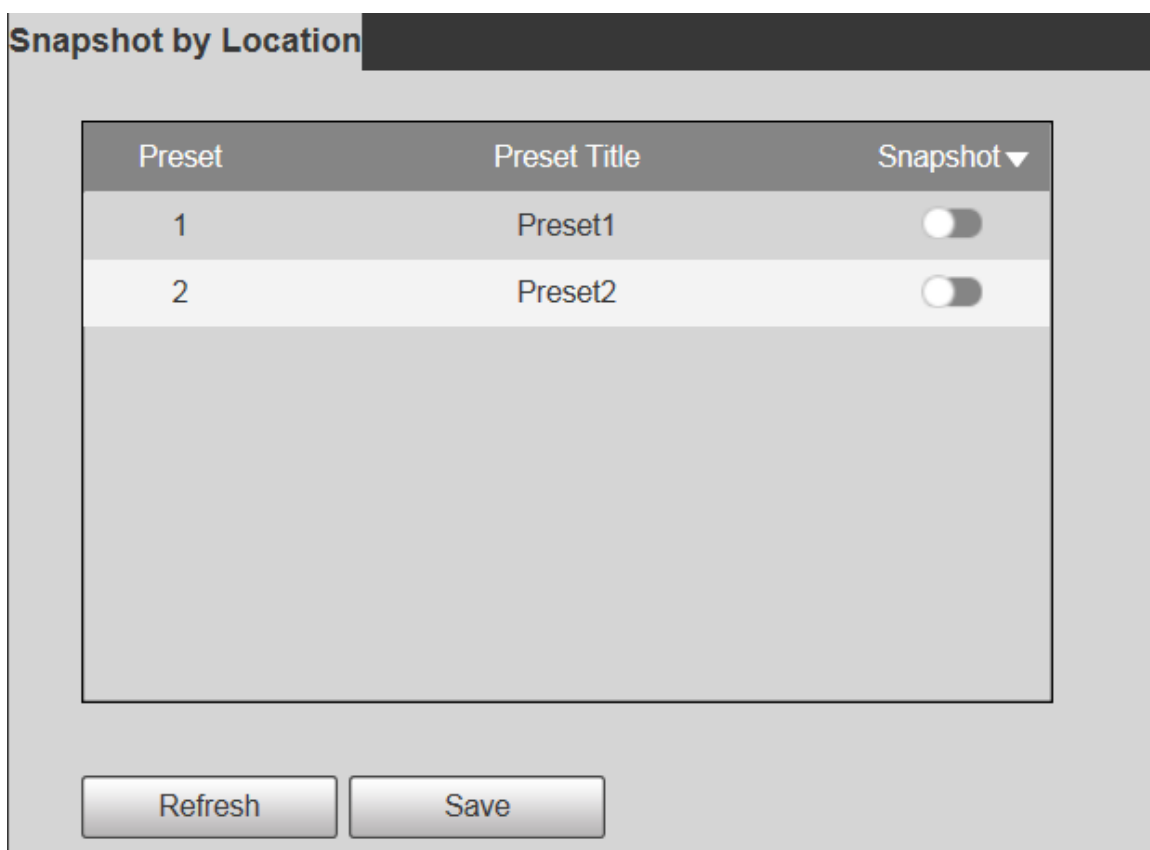 Snapshot by Location
Preset Preset Title Snapshot
1 Preset1
2 Preset2
Refresh Save